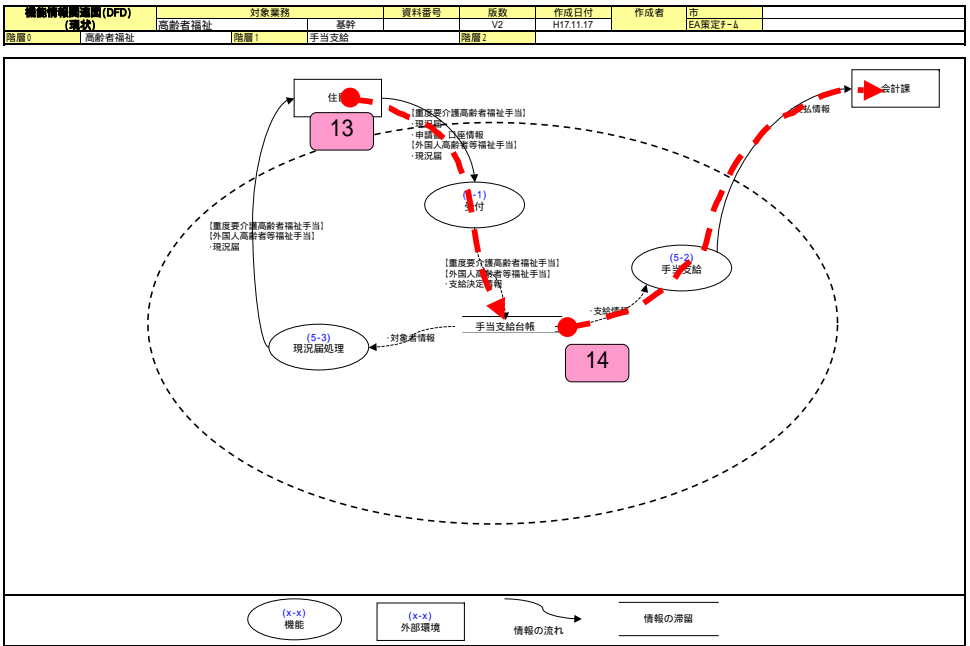 機能情報関連図(DFD)
(現状)
対象業務
資料番号
版数
作成日付
作成者
市
高齢者福祉
基幹
V2
H17.11.17
EA策定チーム
階層0
高齢者福祉
階層1
手当支給
階層2
会計課
支払情報
13
【重度要介護高齢者福祉手当】
・現況届
【外国人高齢者等福祉手当】
・現況届
受付
【重度要介護高齢者福祉手当】
【外国人高齢者等福祉手当】
・現況届
(5-2)
手当支給
【重度要介護高齢者福祉手当】
【外国人高齢者等福祉手当】
・支給決定情報
・支給情報
手当支給台帳
(5-3)
現況届処理
・対象者情報
14
(x-x)
機能
(x-x)
外部環境
情報の流れ
情報の滞留